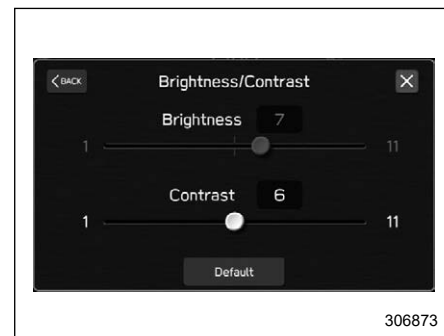 BACK Brightness/Contrast
Brightness 7
1 11
Contrast 6
1 11
Default
306873